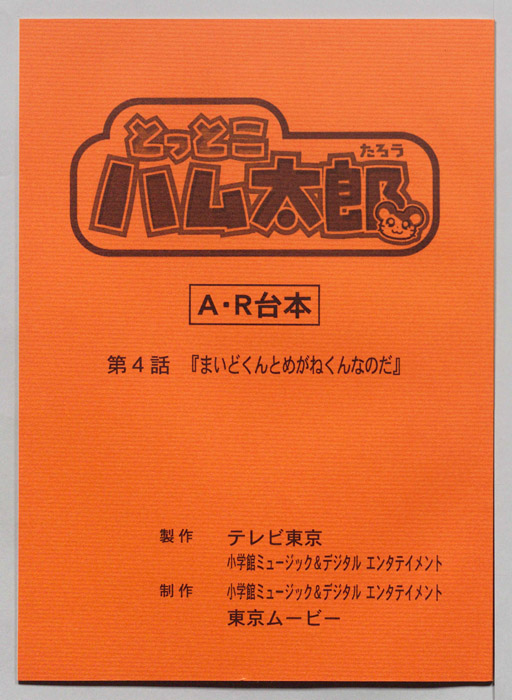 とっとこ
ハム太郎
たろう
A・R台本
第4話 『まいどくんとめがねくんなのだ』
製作 テレビ東京
小学館ミュージック&デジタル エンタテイメント
制作 小学館ミュージック&デジタル エンタテイメント
東京ムービー